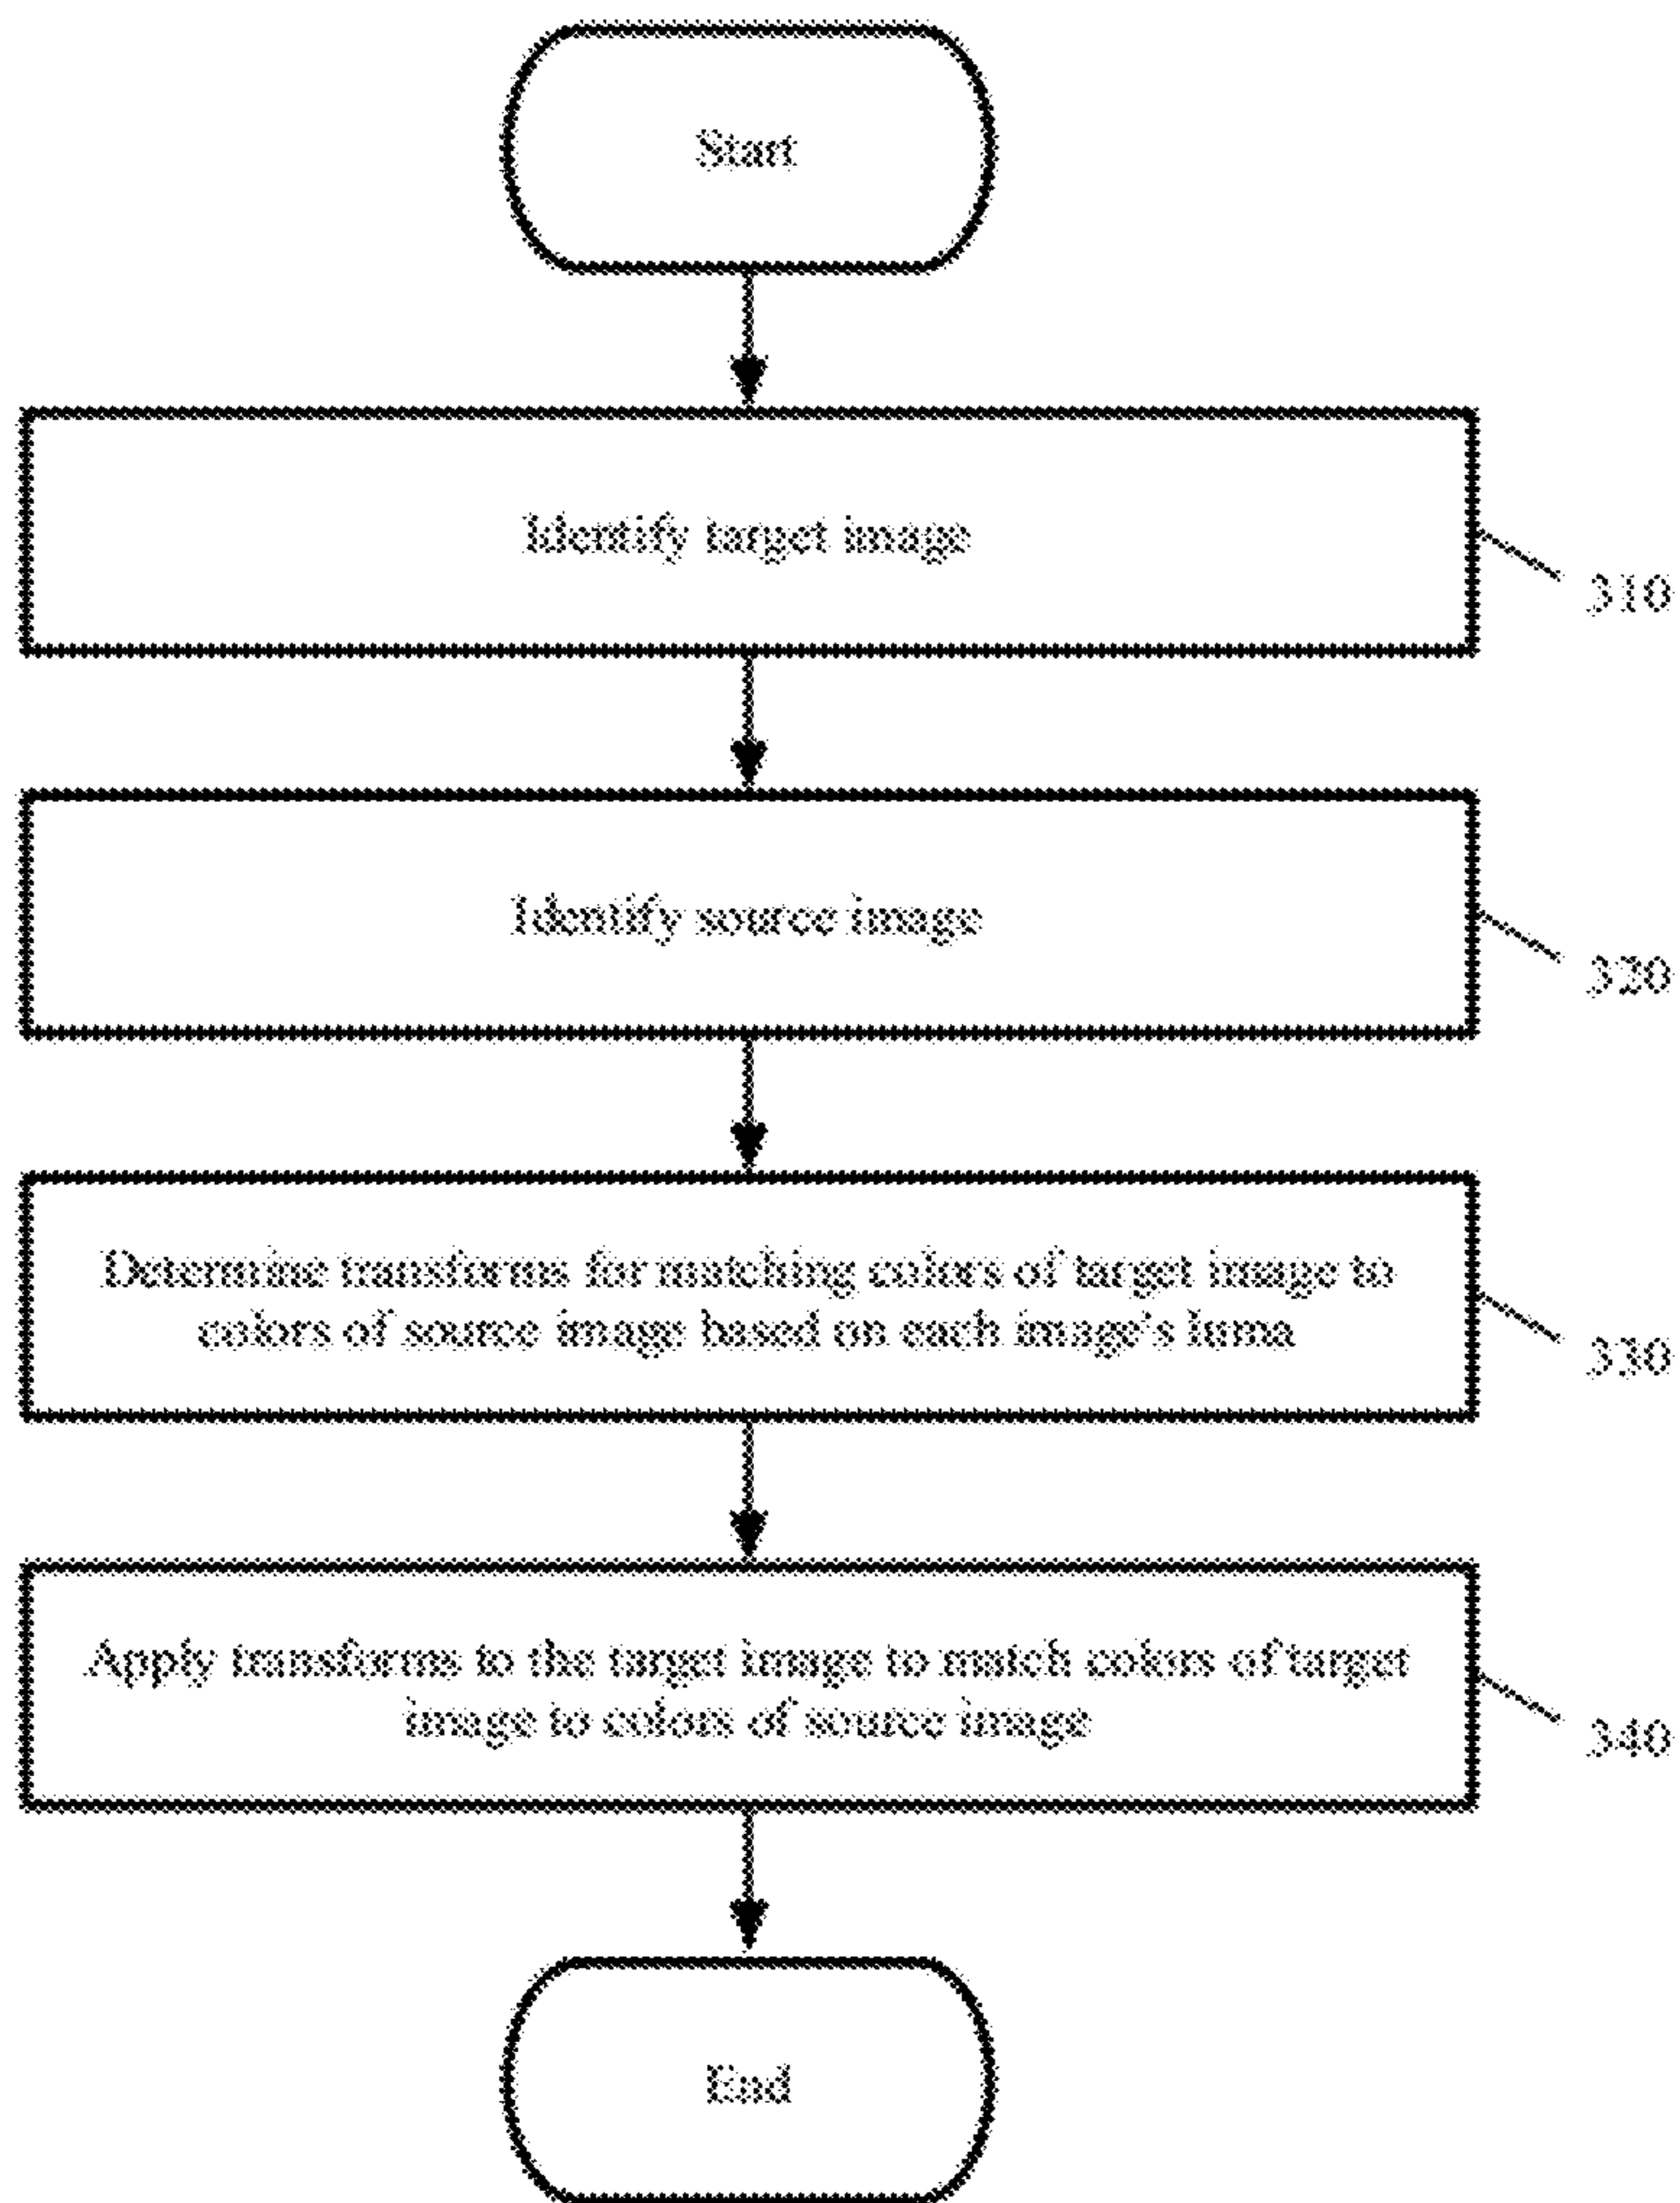 Start
Identify target image
310
Identify source image
320
Determine transforms for matching colors of target image to
colors of source image based on each image's luma
330
Apply transforms to the target image to match colors of target
image to colors of source image
340
End